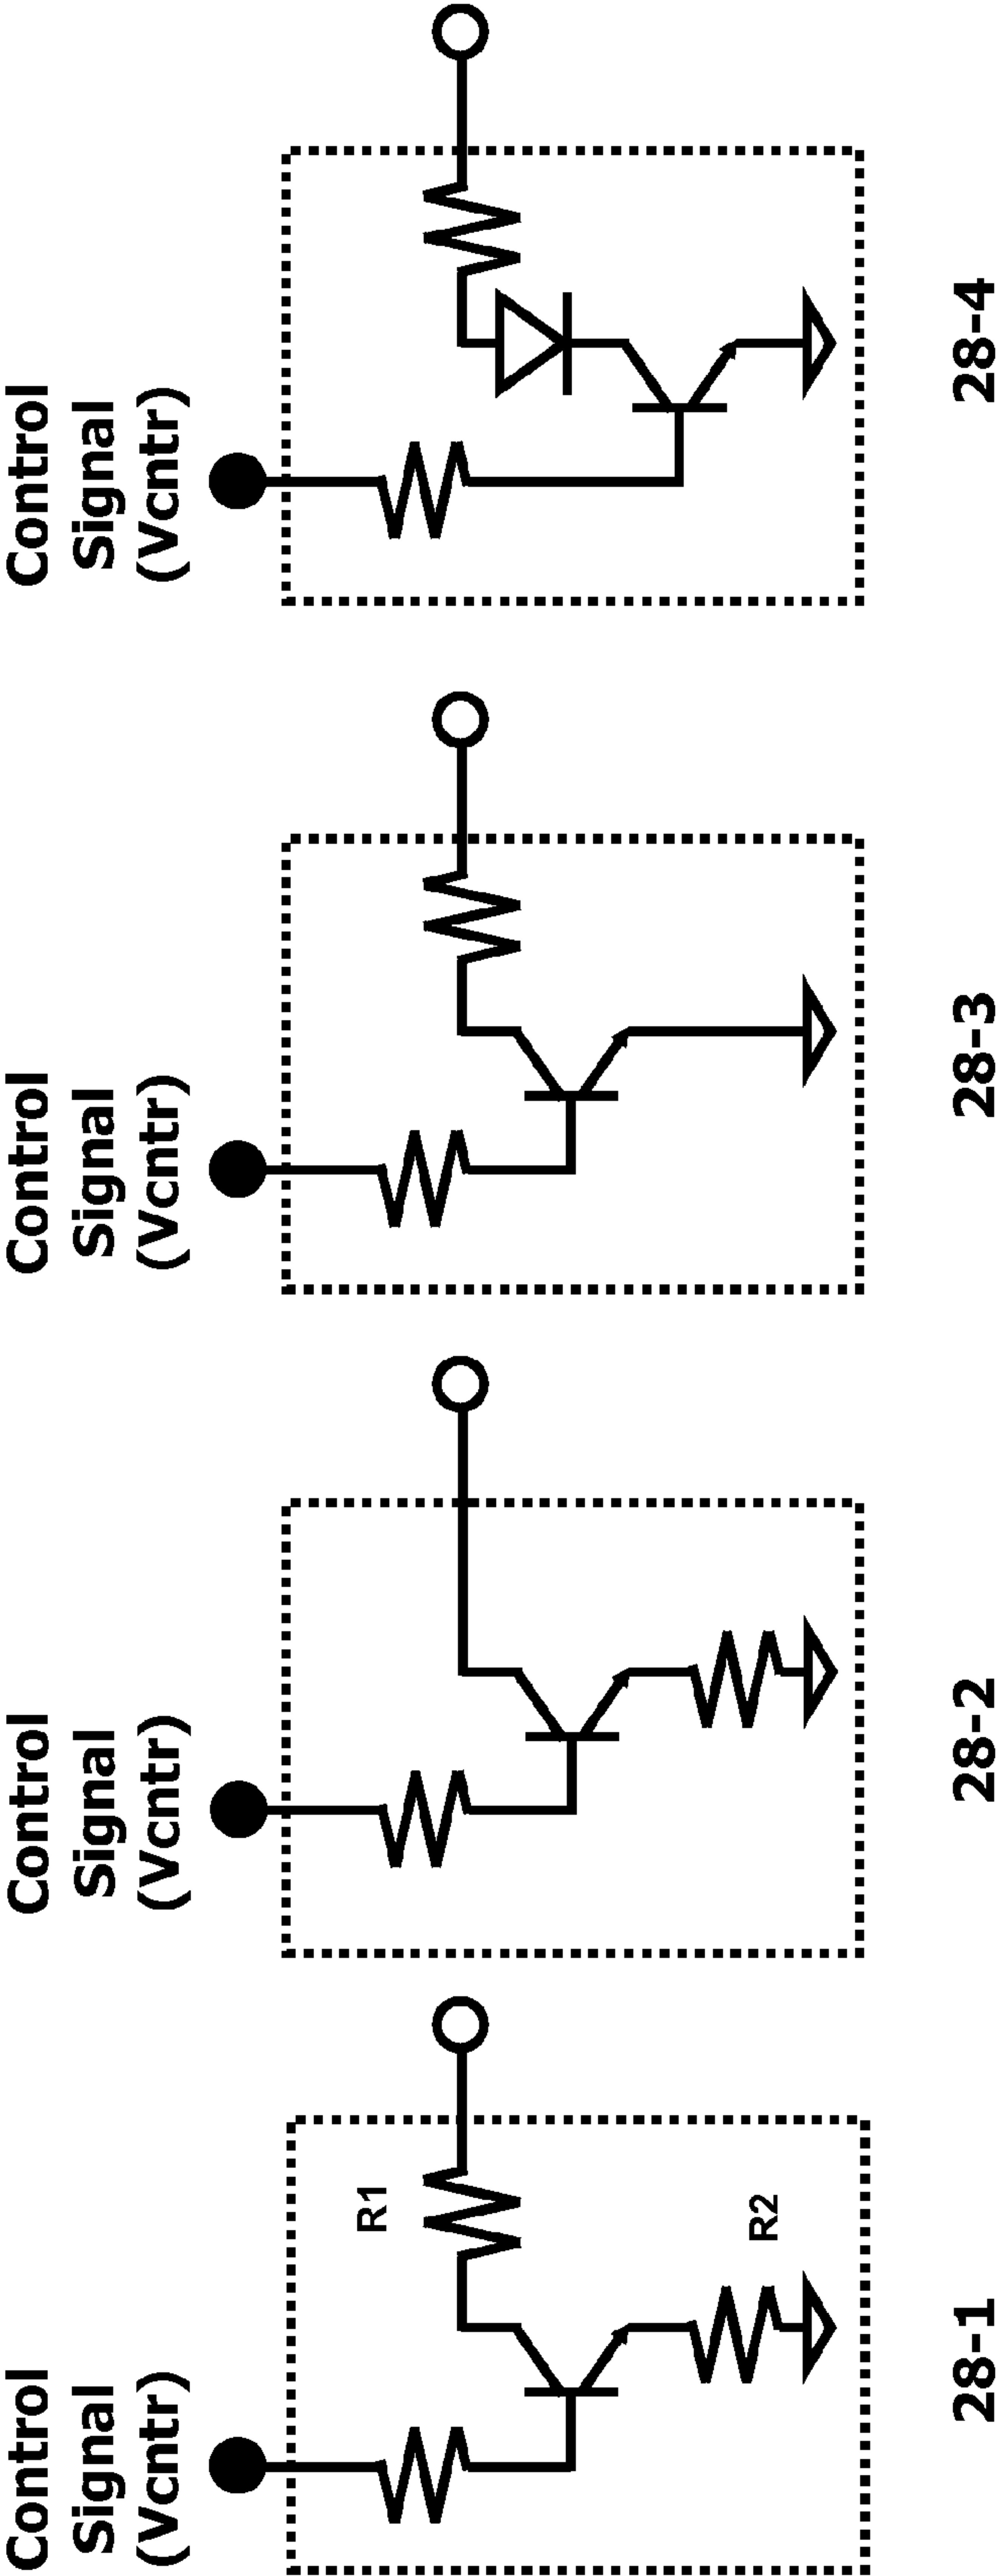 Control
Signal
(Vcntr)
R1
R2
28-1
Control
Signal
(Vcntr)
28-2
Control
Signal
(Vcntr)
28-3
Control
Signal
(Vcntr)
28-4